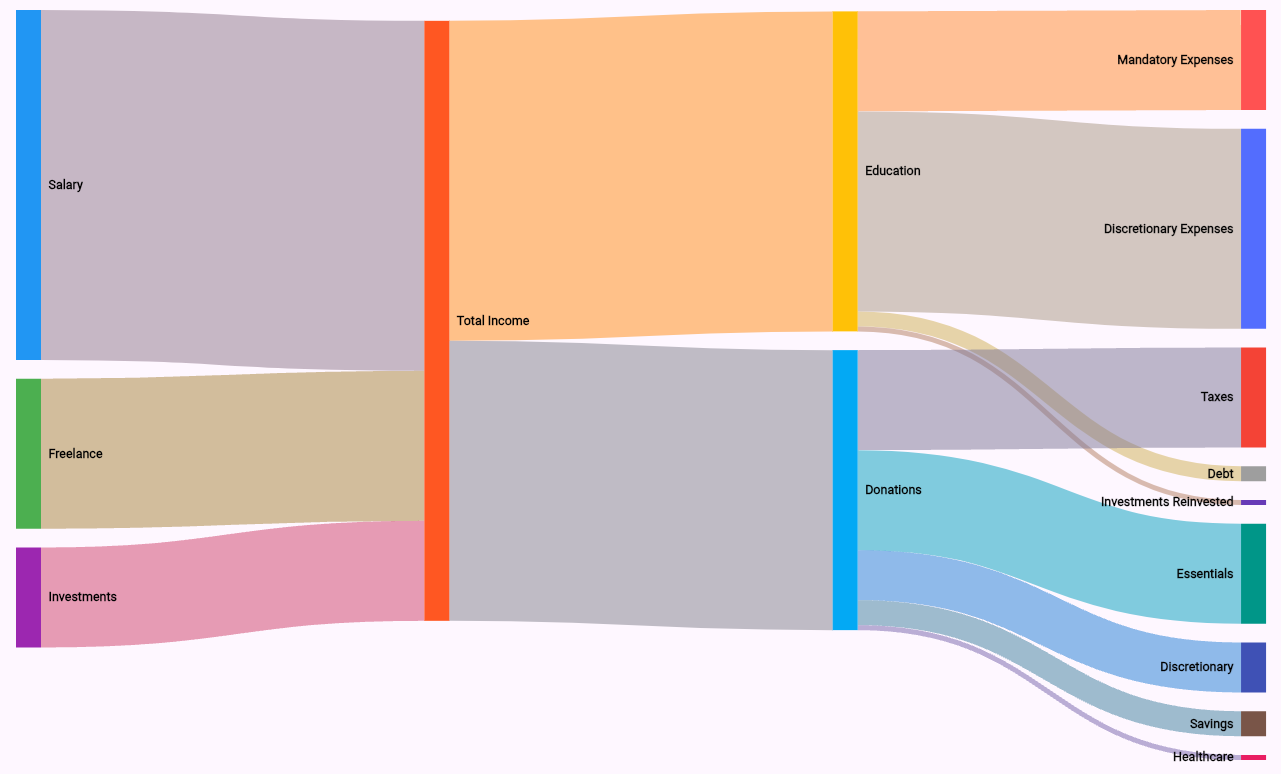 Salary
Freelance
Investments
Total Income
Education
Donations
Mandatory Expenses
Discretionary Expenses
Taxes
Debt
Investments Reinvested
Essentials
Discretionary
Savings
Healthcare